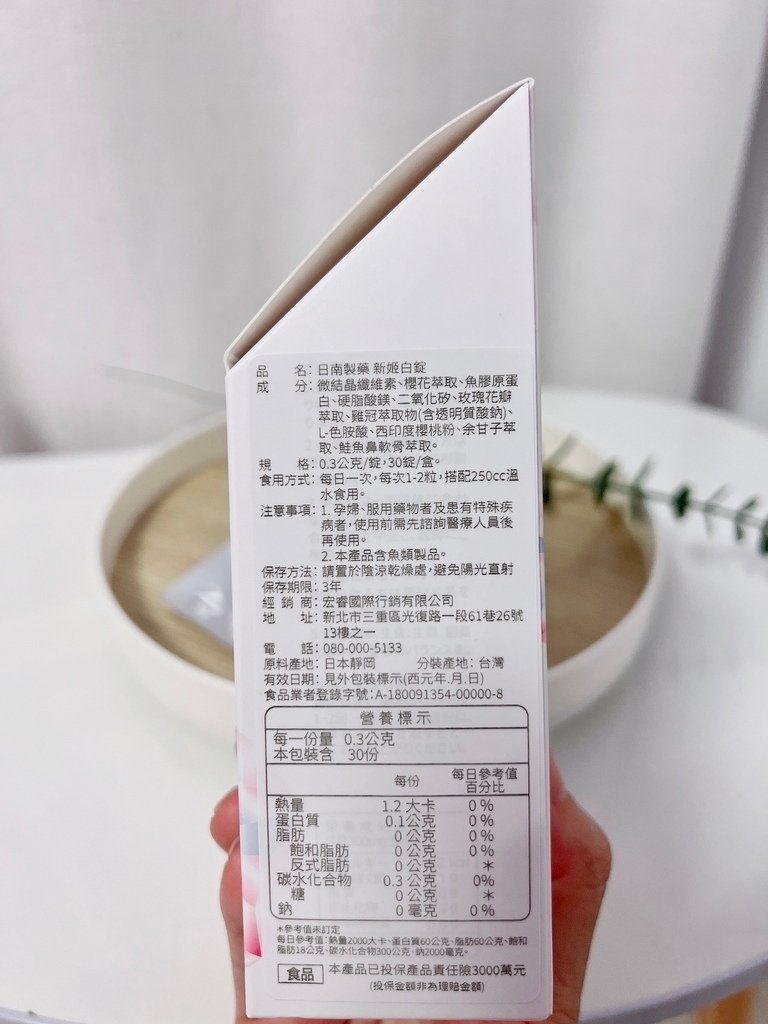 品 名：日南製藥 新姬白錠
成 分：微結晶纖維素、櫻花萃取、魚膠原蛋
白、硬脂酸鎂、二氧化矽、玫瑰花瓣
萃取、雞冠萃取物(含透明質酸鈉)、
L-色胺酸、西印度櫻桃粉、余甘子萃
取、鮭魚鼻軟骨萃取。
規 格：0.3公克/錠，30錠/盒。
食用方式：每日一次，每次1-2粒，搭配250cc溫
水食用。
注意事項：1. 孕婦、服用藥物者及患有特殊疾
病者，使用前需先諮詢醫療人員後
再使用。
2. 本產品含魚類製品。
保存方法：請置於陰涼乾燥處，避免陽光直射
保存期限：3年
經 銷 商：宏睿國際行銷有限公司
地 址：新北市三重區光復路一段61巷26號
13樓之一
電 話：080-000-5133
原料產地：日本靜岡 分裝產地：台灣
有效日期：見外包裝標示(西元年.月.日)
食品業者登錄字號：A-180091354-00000-8
營養標示
每一份量 0.3公克
本包裝含 30份
每份 每日參考值
百分比
熱量 1.2 大卡 0%
蛋白質 0.1公克 0%
脂肪 0 公克 0%
飽和脂肪 0 公克 0%
反式脂肪 0 公克 ＊
碳水化合物 0.3 公克 0%
糖 0 公克 ＊
鈉 0 毫克 0%
＊參考值未訂定
每日參考值：熱量2000大卡、蛋白質60公克、脂肪60公克、飽和
脂肪18公克、碳水化合物300公克、鈉2000毫克。
食品 本產品已投保產品責任險3000萬元
(投保金額非為理賠金額)